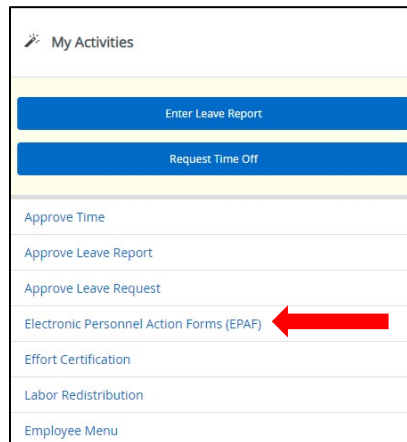 My Activities
Enter Leave Report
Request Time Off
Approve Time
Approve Leave Report
Approve Leave Request
Electronic Personnel Action Forms (EPAF)
Effort Certification
Labor Redistribution
Employee Menu